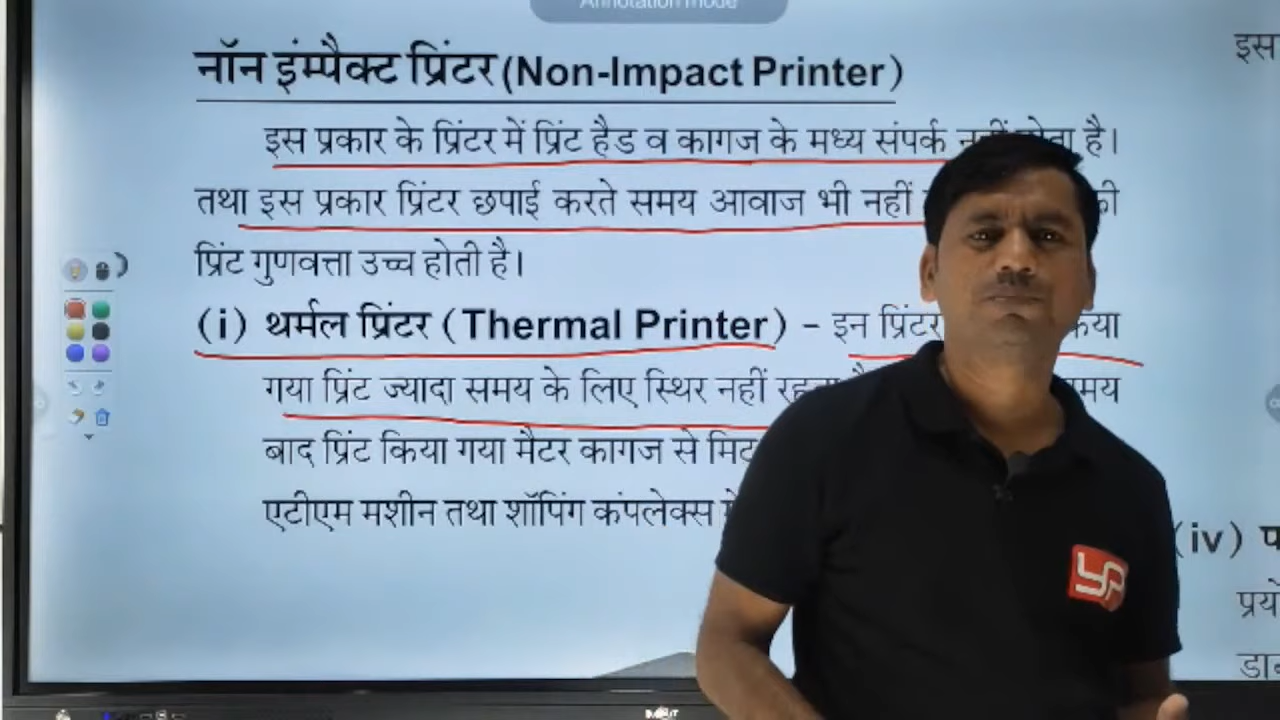 Annotation mode
नॉन इंम्पैक्ट प्रिंटर (Non-Impact Printer)
इस प्रकार के प्रिंटर में प्रिंट हैड व कागज के मध्य संपर्क नहीं होता है।
तथा इस प्रकार प्रिंटर छपाई करते समय आवाज भी नहीं
प्रिंट गुणवत्ता उच्च होती है।
(i) थर्मल प्रिंटर (Thermal Printer) – इन प्रिंटर किया
गया प्रिंट ज्यादा समय के लिए स्थिर नहीं
बाद प्रिंट किया गया मैटर कागज से
एटीएम मशीन तथा शॉपिंग कंपलेक्स
इस
(iv)
YP